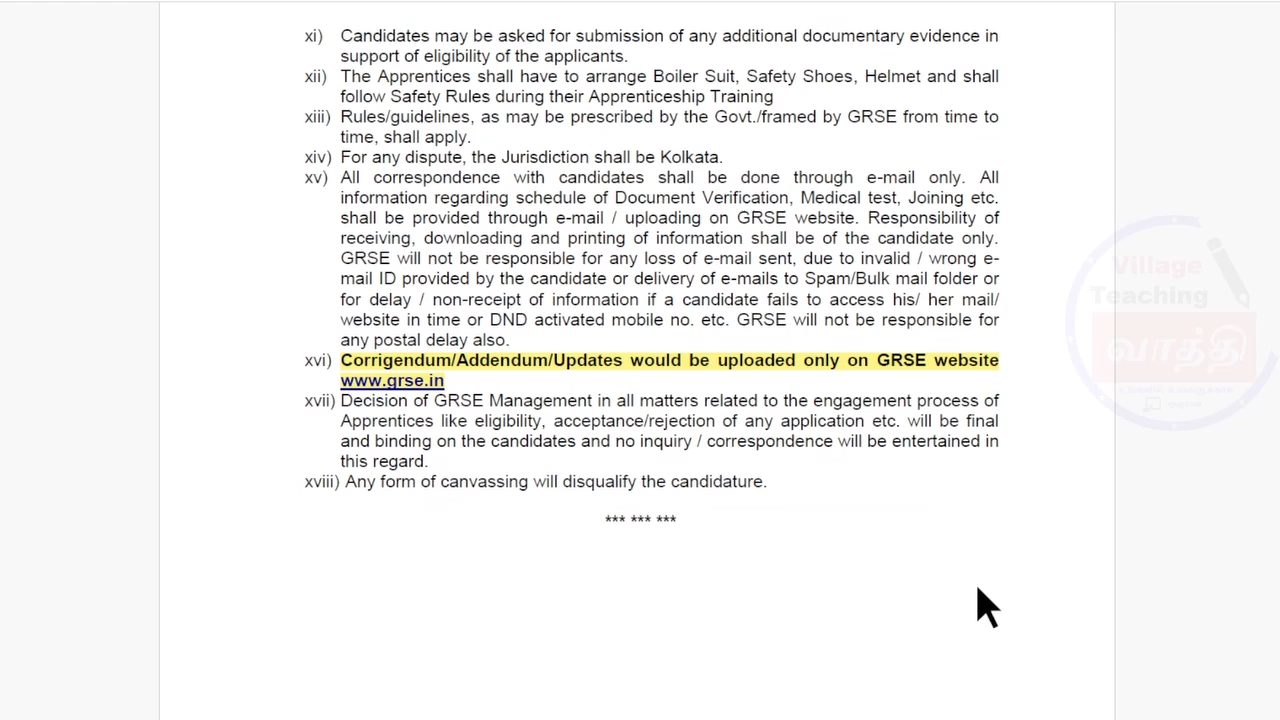 xi) Candidates may be asked for submission of any additional documentary evidence in
support of eligibility of the applicants.
xii) The Apprentices shall have to arrange Boiler Suit, Safety Shoes, Helmet and shall
follow Safety Rules during their Apprenticeship Training
xiii) Rules/guidelines, as may be prescribed by the Govt./framed by GRSE from time to
time, shall apply.
xiv) For any dispute, the Jurisdiction shall be Kolkata.
xv) All correspondence with candidates shall be done through e-mail only. All
information regarding schedule of Document Verification, Medical test, Joining etc.
shall be provided through e-mail / uploading on GRSE website. Responsibility of
receiving, downloading and printing of information shall be of the candidate only.
GRSE will not be responsible for any loss of e-mail sent, due to invalid / wrong e-
mail ID provided by the candidate or delivery of e-mails to Spam/Bulk mail folder or
for delay / non-receipt of information if a candidate fails to access his/ her mail/
website in time or DND activated mobile no. etc. GRSE will not be responsible for
any postal delay also.
xvi) Corrigendum/Addendum/Updates would be uploaded only on GRSE website
www.grse.in
xvii) Decision of GRSE Management in all matters related to the engagement process of
Apprentices like eligibility, acceptance/rejection of any application etc. will be final
and binding on the candidates and no inquiry / correspondence will be entertained in
this regard.
xviii) Any form of canvassing will disqualify the candidature.
*** *** ***
Village
Teaching
வாத்தி